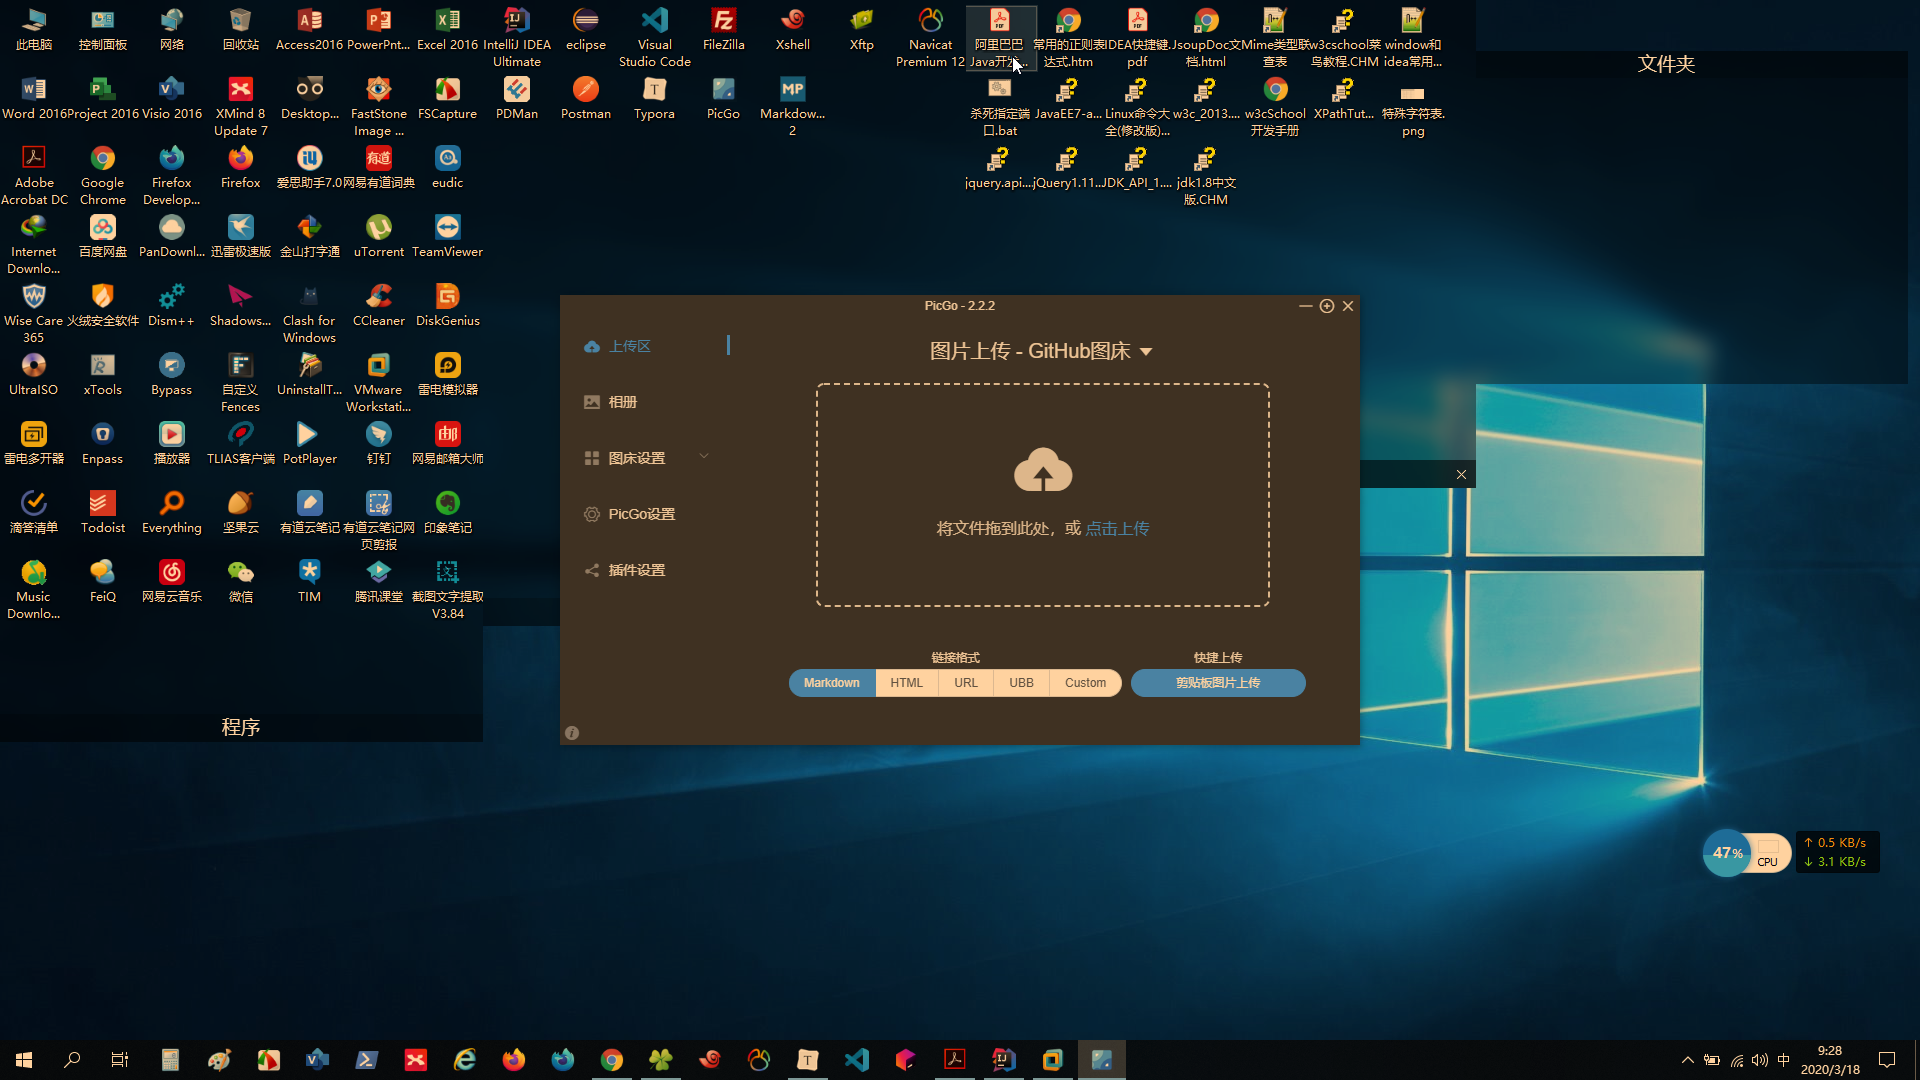 此电脑
控制面板
网络
回收站
Access2016
PowerPnt...
Excel 2016
IntelliJ IDEA
Ultimate
eclipse
Visual
Studio Code
FileZilla
Xshell
Xftp
Navicat
Premium 12
阿里巴巴
Java开发...
常用的正则表
达式.htm
IDEA快捷键.
pdf
JsoupDoc文
档.html
Mime类型联
查表
w3cschool菜
鸟教程.CHM
window和
idea常用...
文件夹
Word 2016
Project 2016
Visio 2016
XMind 8
Update 7
Desktop...
FastStone
Image ...
FSCapture
PDMan
Postman
Typora
PicGo
Markdow...
2
杀死指定端
口.bat
JavaEE7-a...
Linux命令大
全(修改版)...
w3c_2013....
w3cSchool
开发手册
XPathTut...
特殊字符表.
png
Adobe
Acrobat DC
Google
Chrome
Firefox
Develop...
Firefox
爱思助手7.0
网易有道词典
eudic
jquery.api....
jQuery1.11...
JDK_API_1....
jdk1.8中文
版.CHM
Internet
Downlo...
百度网盘
PanDownl...
迅雷极速版
金山打字通
uTorrent
TeamViewer
Wise Care
365
火绒安全软件
Dism++
Shadows...
Clash for
Windows
CCleaner
DiskGenius
UltraISO
xTools
Bypass
自定义
Fences
UninstallT...
VMware
Workstati...
雷电模拟器
雷电多开器
Enpass
播放器
TLIAS客户端
PotPlayer
钉钉
网易邮箱大师
滴答清单
Todoist
Everything
坚果云
有道云笔记
有道云笔记网
页剪报
印象笔记
Music
Downlo...
FeiQ
网易云音乐
微信
TIM
腾讯课堂
截图文字提取
V3.84
程序
PicGo - 2.2.2
上传区
相册
图床设置
PicGo设置
插件设置
图片上传 - GitHub图床
将文件拖到此处，或 点击上传
链接格式
Markdown
HTML
URL
UBB
Custom
快捷上传
剪贴板图片上传
47%
CPU
↑ 0.5 KB/s
↓ 3.1 KB/s
中
9:28
2020/3/18